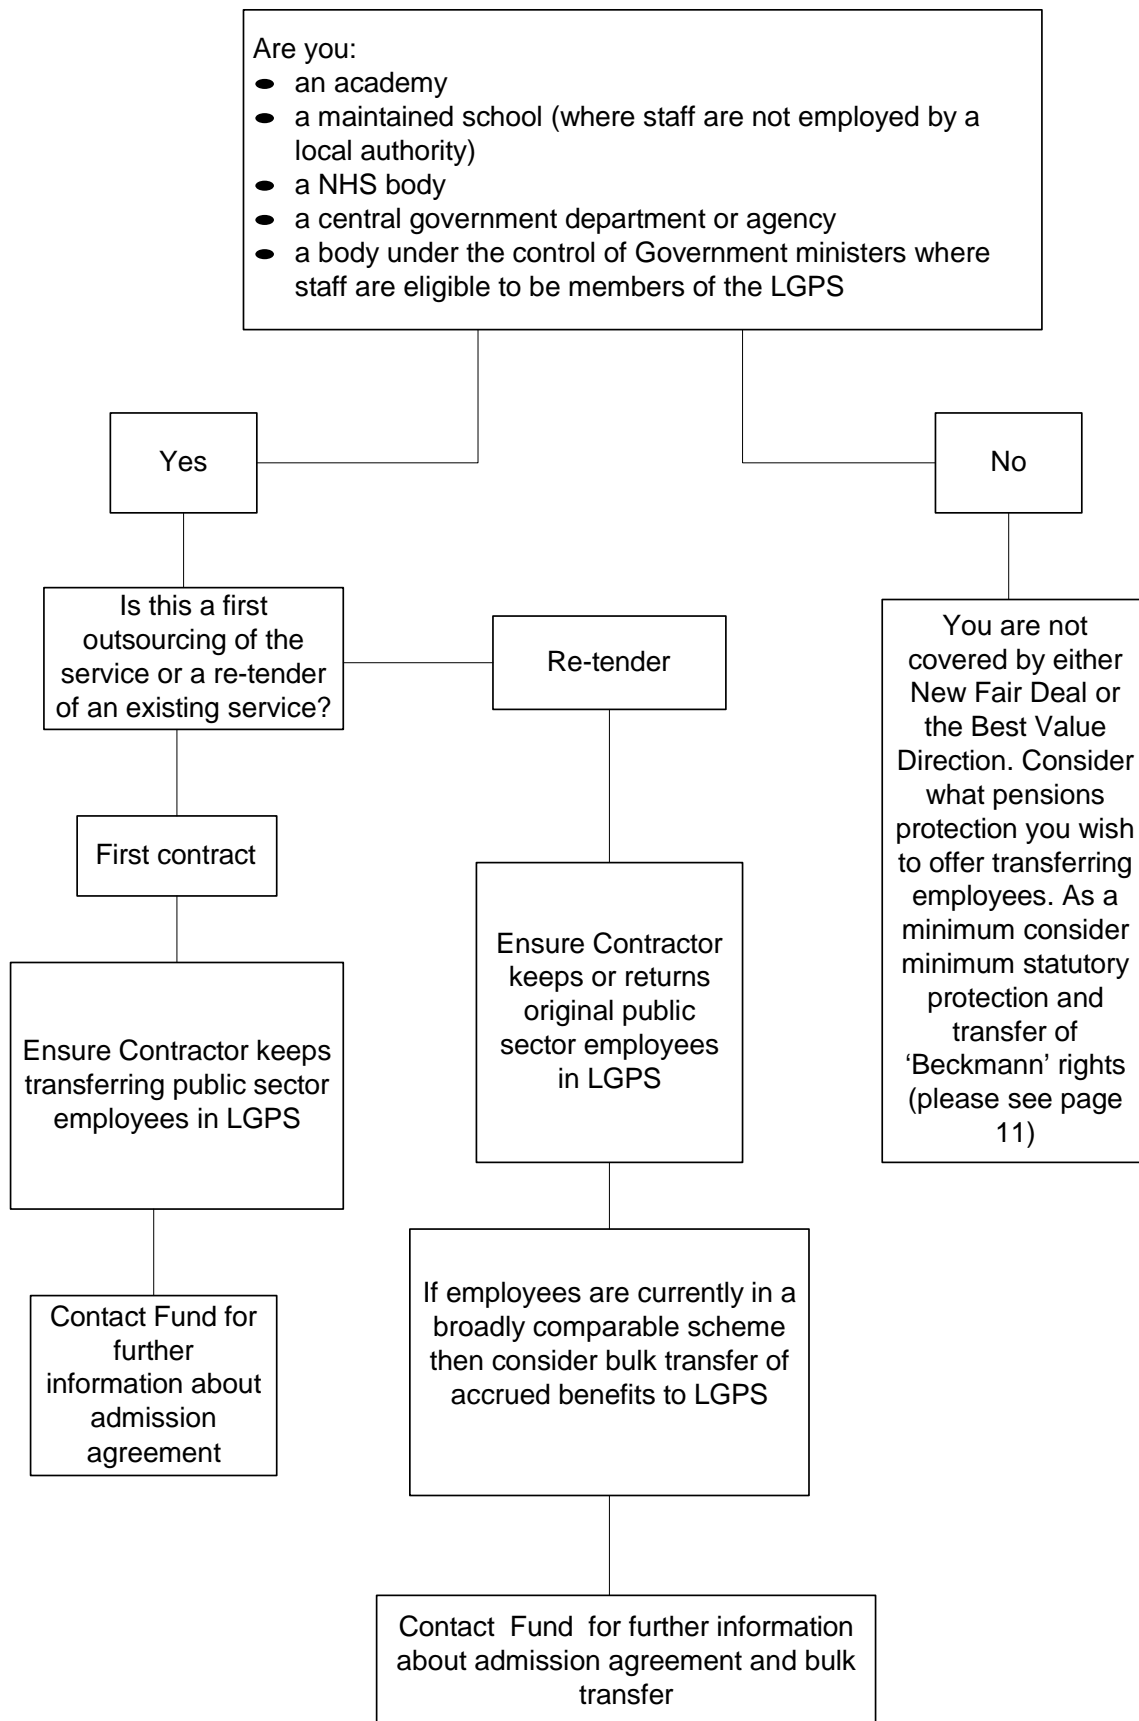 Are you:
an academy
a maintained school (where staff are not employed by a
local authority)
a NHS body
a central government department or agency
a body under the control of Government ministers where
staff are eligible to be members of the LGPS
Yes
No
Is this a first
outsourcing of the
service or a re-tender
of an existing service?
Re-tender
You are not
covered by either
New Fair Deal or
the Best Value
Direction. Consider
what pensions
protection you wish
to offer transferring
employees. As a
minimum consider
minimum statutory
protection and
transfer of
‘Beckmann’ rights
(please see page
11)
First contract
Ensure Contractor
keeps or returns
original public
sector employees
in LGPS
Ensure Contractor keeps
transferring public sector
employees in LGPS
If employees are currently in a
broadly comparable scheme
then consider bulk transfer of
accrued benefits to LGPS
Contact Fund for
further
information about
admission
agreement
Contact  Fund  for further information
about admission agreement and bulk
transfer